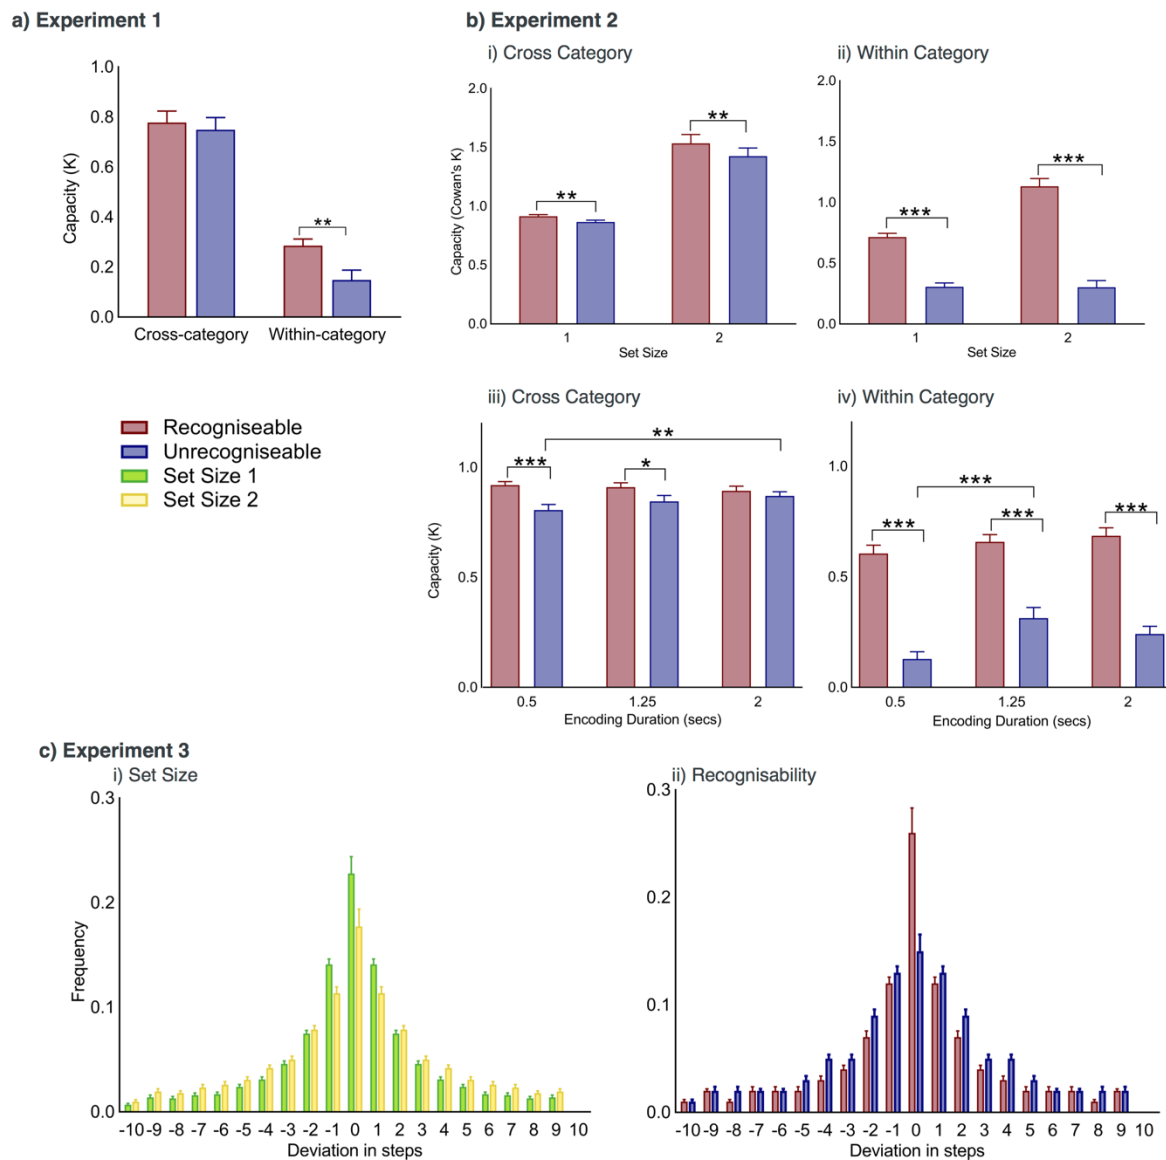 a) Experiment 1
b) Experiment 2
i) Cross Category
ii) Within Category
1.0
0.8
0.6
0.4
0.2
0.0
Capacity (K)
**
Cross-category Within-category
2.0
1.5
1.0
0.5
0.0
Capacity (Cowan's K)
**
**
1 2
Set Size
2.0
1.5
1.0
0.5
0.0
***
***
1 2
Set Size
Recogniseable
Unrecogniseable
Set Size 1
Set Size 2
iii) Cross Category
iv) Within Category
1.0
0.5
0.0
Capacity (K)
**
***
*
0.5 1.25 2
Encoding Duration (secs)
1.0
0.5
0.0
***
***
***
***
0.5 1.25 2
Encoding Duration (secs)
c) Experiment 3
i) Set Size
ii) Recognisability
0.3
0.2
0.1
0.0
Frequency
-10 -9 -8 -7 -6 -5 -4 -3 -2 -1 0 1 2 3 4 5 6 7 8 9 10
Deviation in steps
0.3
0.2
0.1
0.0
-10 -9 -8 -7 -6 -5 -4 -3 -2 -1 0 1 2 3 4 5 6 7 8 9 10
Deviation in steps